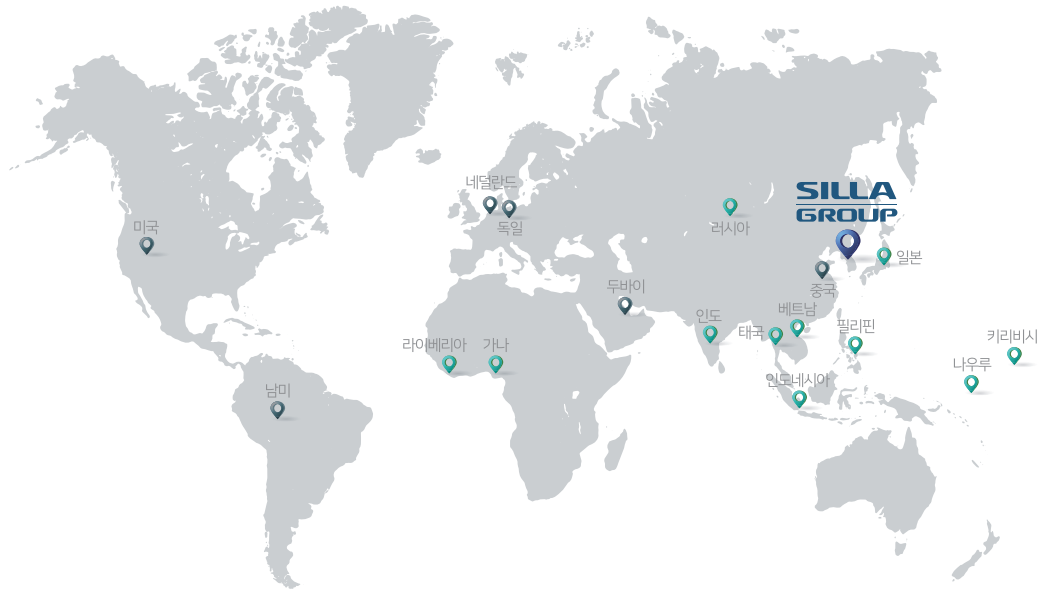 네덜란드
독일
러시아
SILLA
GROUP
미국
일본
중국
두바이
베트남
인도
태국
필리핀
키리비시
라이베리아
가나
나우루
인도네시아
남미